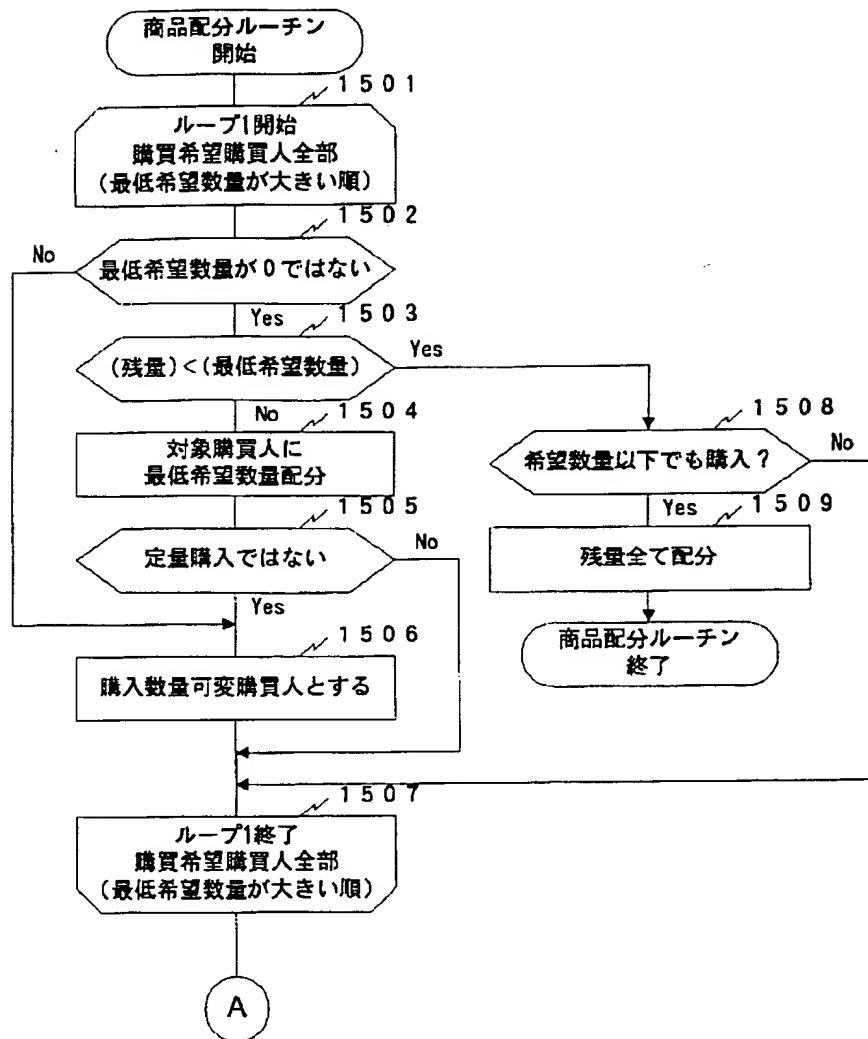 商品配分ルーチン
開始
1501
ループ1開始
購買希望購買人全部
(最低希望数量が大きい順)
1502
No
最低希望数量が0ではない
Yes
1503
(残量)<(最低希望数量)
Yes
No
1504
対象購買人に
最低希望数量配分
1505
定量購入ではない
No
Yes
1506
購入数量可変購買人とする
1507
ループ1終了
購買希望購買人全部
(最低希望数量が大きい順)
A
1508
希望数量以下でも購入?
No
Yes
1509
残量全て配分
商品配分ルーチン
終了